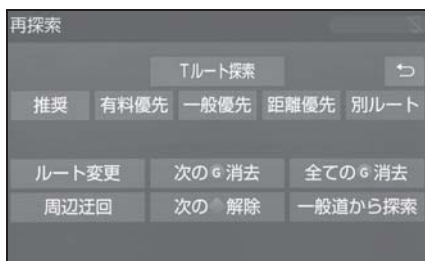 再探索
Tルート探索
推奨 有料優先 一般優先 距離優先 別ルート
ルート変更 次の G 消去 全ての G 消去
周辺迂回 次の 解除 一般道から探索